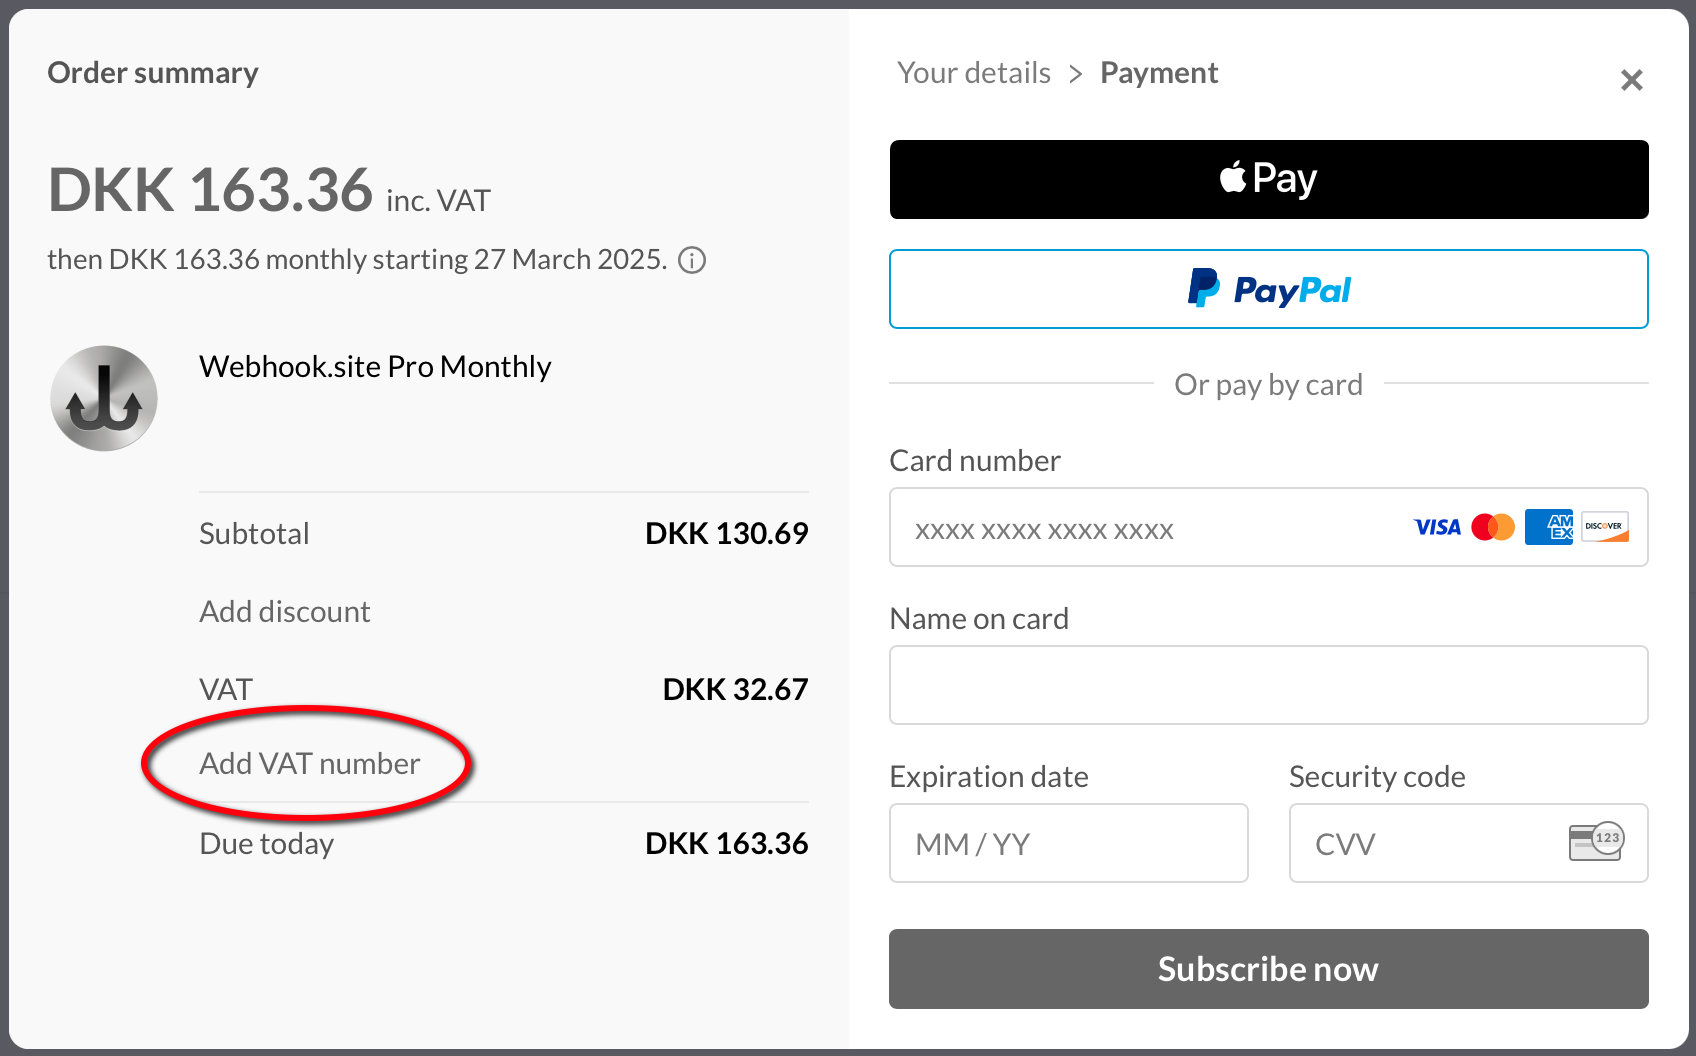 Order summary
DKK 163.36 inc. VAT
then DKK 163.36 monthly starting 27 March 2025.
Webhook.site Pro Monthly
Subtotal DKK 130.69
Add discount
VAT DKK 32.67
Add VAT number
Due today DKK 163.36
Your details > Payment
Pay
PayPal
Or pay by card
Card number
xxxx xxxx xxxx xxxx VISA AM EX DISCOVER
Name on card
Expiration date Security code
MM / YY CVV 123
Subscribe now